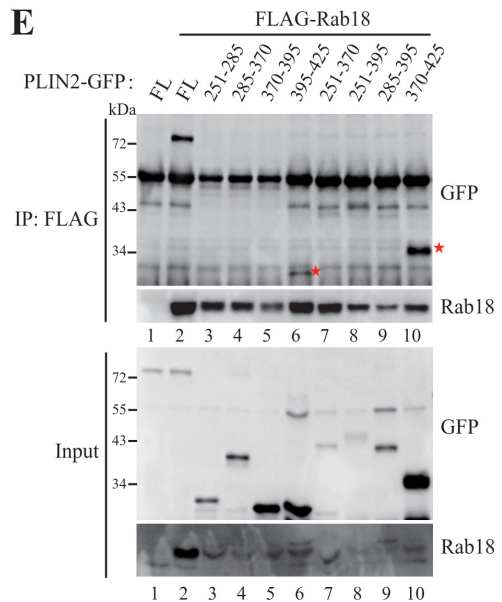 E
FLAG-Rab18
PLIN2-GFP : FL FL 251-285 285-370 370-395 395-425 251-370 251-395 285-395 370-425
kDa
72
55
43
34
GFP
IP: FLAG
Rab18
1 2 3 4 5 6 7 8 9 10
72
55
43
34
GFP
Input
Rab18
1 2 3 4 5 6 7 8 9 10